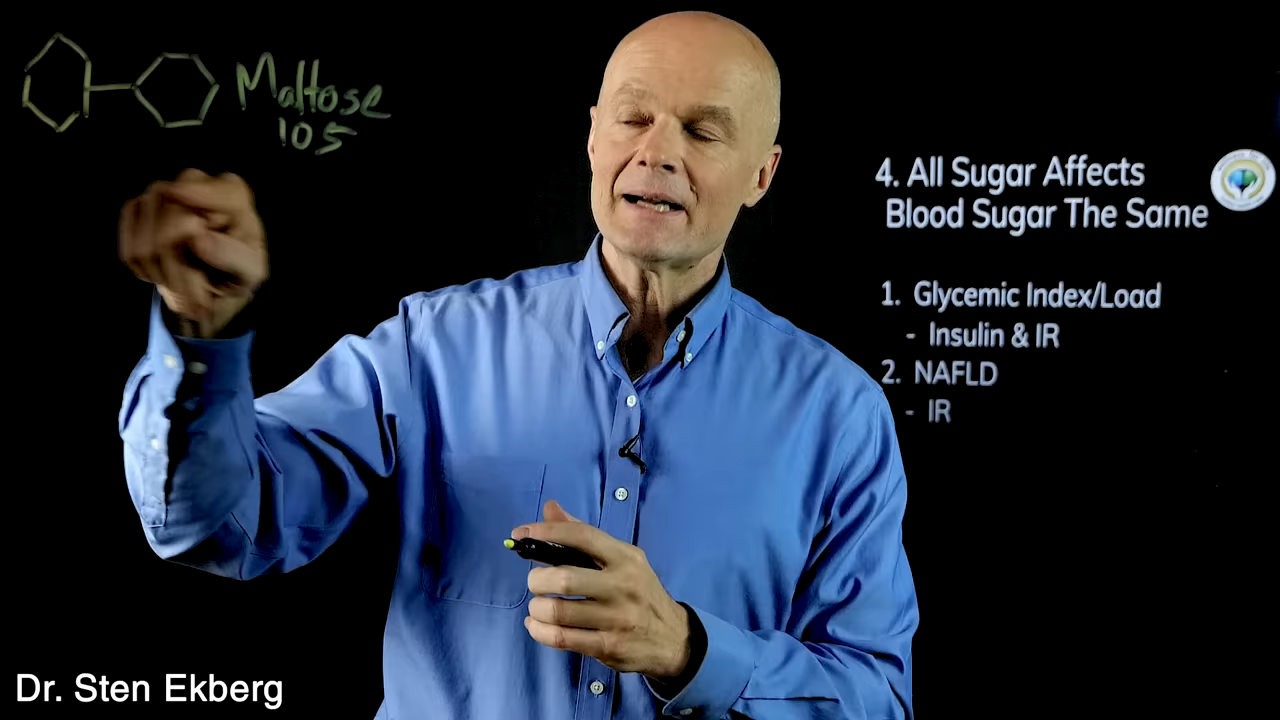 Maltose
105
4. All Sugar Affects
Blood Sugar The Same
1. Glycemic Index/Load
- Insulin & IR
2. NAFLD
- IR
Dr. Sten Ekberg